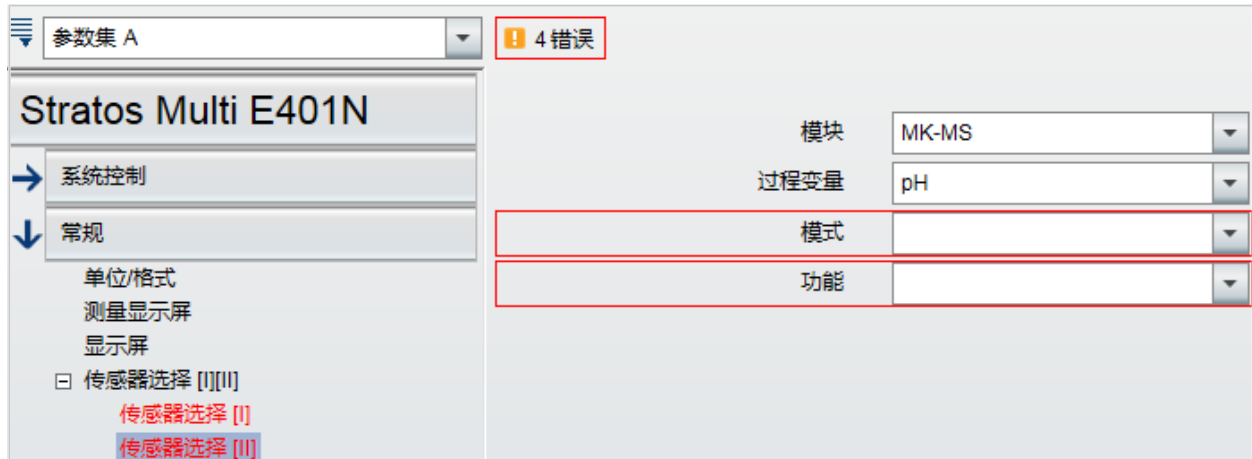 参数集 A
4 错误
Stratos Multi E401N
模块 MK-MS
系统控制
过程变量 pH
常规
模式
单位/格式
功能
测量显示屏
显示屏
传感器选择 [I][II]
传感器选择 [I]
传感器选择 [II]